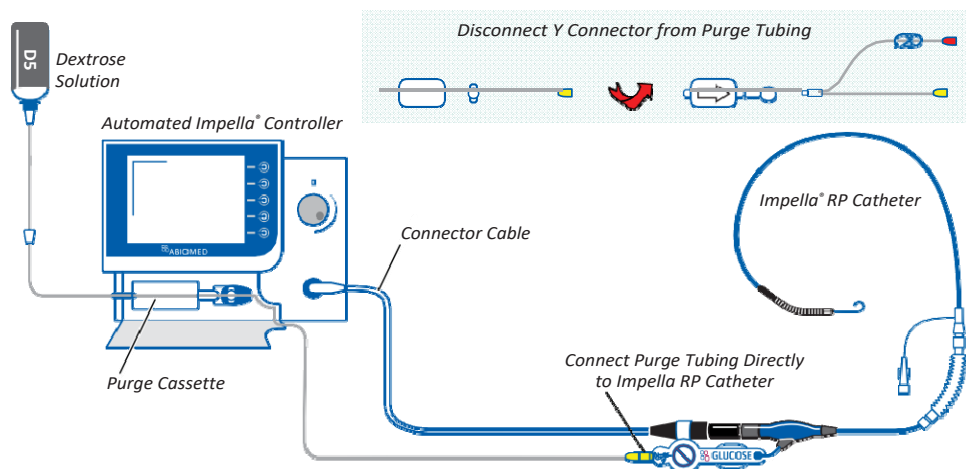 Disconnect Y Connector from Purge Tubing
D5
Dextrose
Solution
Automated Impella® Controller
Impella® RP Catheter
Connector Cable
ABIOMED
Connect Purge Tubing Directly
to Impella RP Catheter
Purge Cassette
GLUCOSE